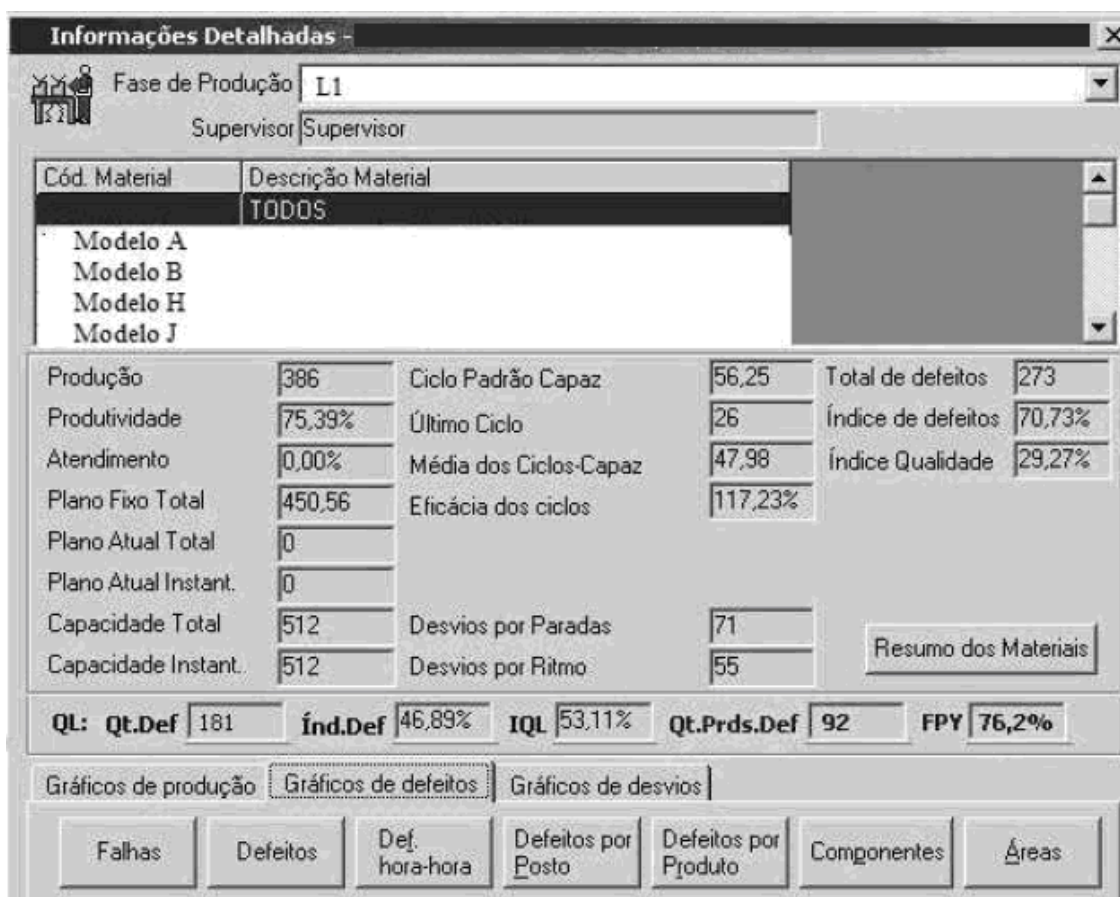 Informações Detalhadas -
Fase de Produção L1
Supervisor Supervisor
Cód. Material Descrição Material
TODOS
Modelo A
Modelo B
Modelo H
Modelo J
Produção 386 Ciclo Padrão Capaz 56,25 Total de defeitos 273
Produtividade 75,39% Último Ciclo 26 Índice de defeitos 70,73%
Atendimento 0,00% Média dos Ciclos-Capaz 47,98 Índice Qualidade 29,27%
Plano Fixo Total 450,56 Eficácia dos ciclos 117,23%
Plano Atual Total 0
Plano Atual Instant. 0
Capacidade Total 512 Desvios por Paradas 71
Capacidade Instant. 512 Desvios por Ritmo 55
Resumo dos Materiais
QL: Qt.Def 181 Índ.Def 46,89% IQL 53,11% Qt.Prds.Def 92 FPY 76,2%
Gráficos de produção Gráficos de defeitos Gráficos de desvios
Falhas Defeitos Def. hora-hora Defeitos por Posto Defeitos por Produto Componentes Áreas